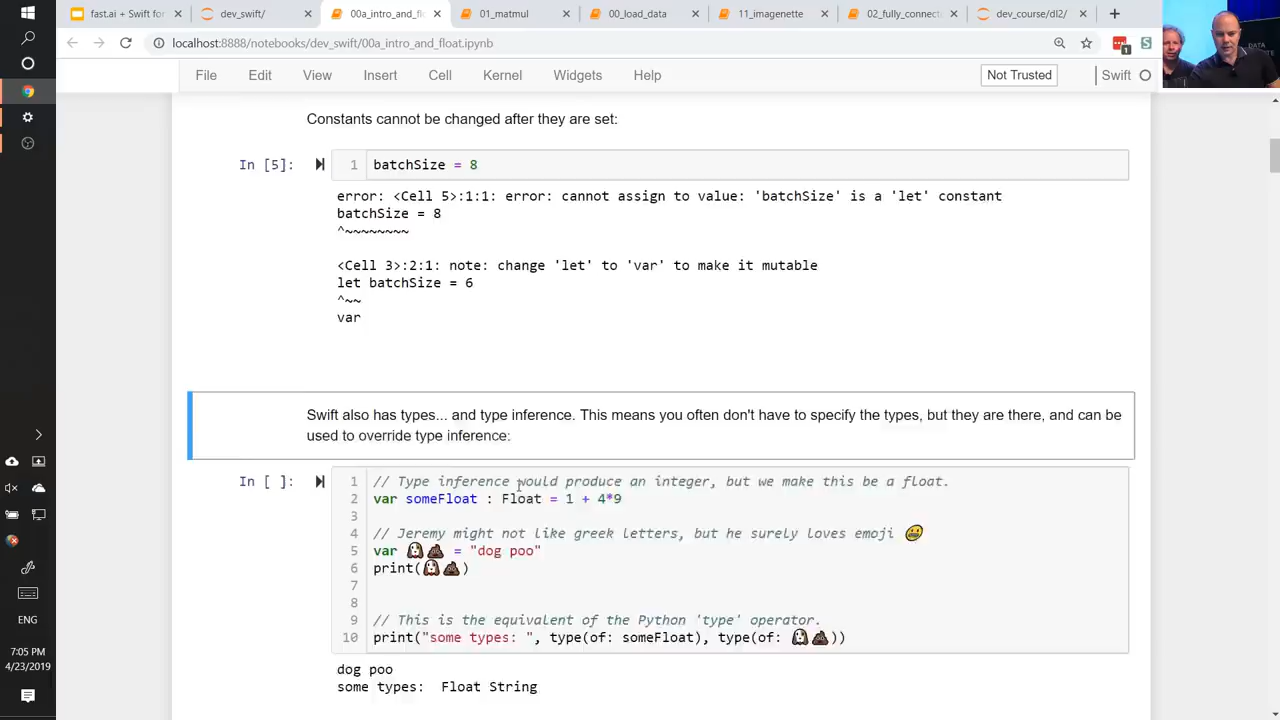 fast.ai • Swift for
dev_swift/
00a_intro_and_fl
01_matmul
00_load_data
11_imagenette
02_fully_connect
dev_course/dl2/
localhost:8888/notebooks/dev_swift/00a_intro_and_float.ipynb
File Edit View Insert Cell Kernel Widgets Help
Not Trusted
Swift
Constants cannot be changed after they are set:
In [5]:
1 batchSize = 8
error: <Cell 5>:1:1: error: cannot assign to value: 'batchSize' is a 'let' constant
batchSize = 8
^~~~~~~~~
<Cell 3>:2:1: note: change 'let' to 'var' to make it mutable
let batchSize = 6
^~~
var
Swift also has types... and type inference. This means you often don't have to specify the types, but they are there, and can be
used to override type inference:
In [ ]:
1 // Type inference would produce an integer, but we make this be a float.
2 var someFloat : Float = 1 + 4*9
3
4 // Jeremy might not like greek letters, but he surely loves emoji 😀
5 var 🐶💩 = "dog poo"
6 print(🐶💩)
7
8
9 // This is the equivalent of the Python 'type' operator.
10 print("some types: ", type(of: someFloat), type(of: 🐶💩))
dog poo
some types:  Float String
ENG
7:05 PM
4/23/2019